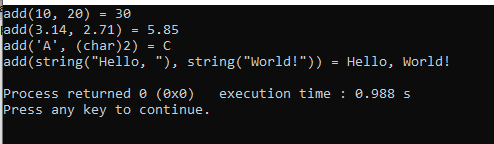 add(10, 20) = 30
add(3.14, 2.71) = 5.85
add('A', (char)2) = C
add(string("Hello, "), string("World!")) = Hello, World!
Process returned 0 (0x0)   execution time : 0.988 s
Press any key to continue.